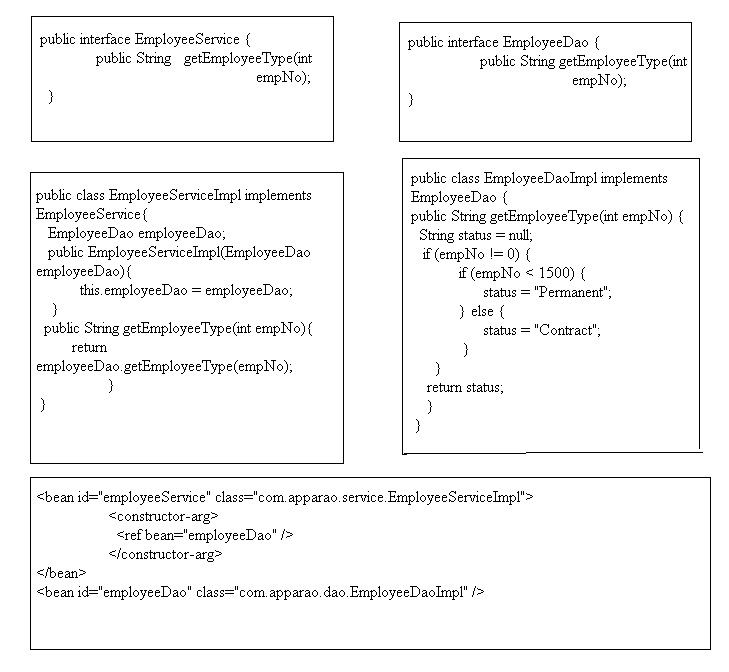 public interface EmployeeService {
public String getEmployeeType(int
empNo);
}
public interface EmployeeDao {
public String getEmployeeType(int
empNo);
}
public class EmployeeServiceImpl implements
EmployeeService{
EmployeeDao employeeDao;
public EmployeeServiceImpl(EmployeeDao
employeeDao){
this.employeeDao = employeeDao;
}
public String getEmployeeType(int empNo){
return
employeeDao.getEmployeeType(empNo);
}
}
public class EmployeeDaoImpl implements
EmployeeDao {
public String getEmployeeType(int empNo) {
String status = null;
if (empNo != 0) {
if (empNo < 1500) {
status = "Permanent";
} else {
status = "Contract";
}
}
return status;
}
}
<bean id="employeeService" class="com.apparao.service.EmployeeServiceImpl">
<constructor-arg>
<ref bean="employeeDao" />
</constructor-arg>
</bean>
<bean id="employeeDao" class="com.apparao.dao.EmployeeDaoImpl" />